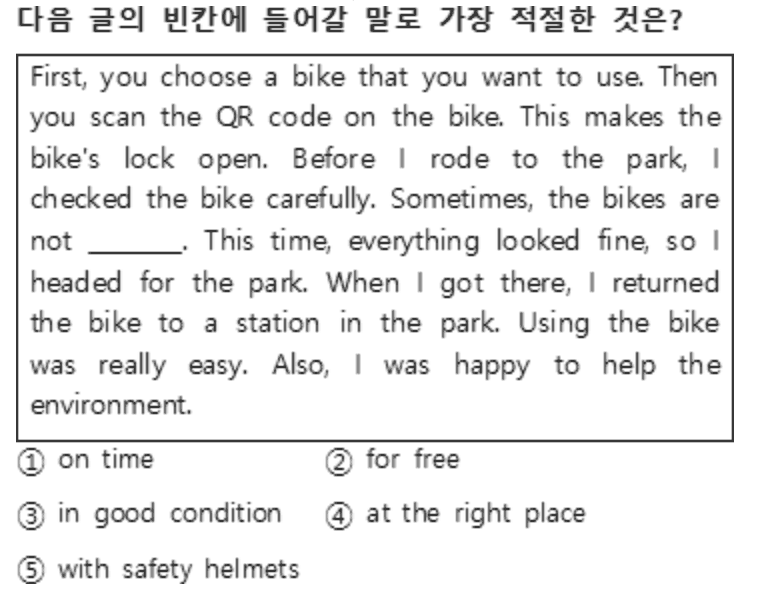 다음 글의 빈칸에 들어갈 말로 가장 적절한 것은?
First, you choose a bike that you want to use. Then
you scan the QR code on the bike. This makes the
bike's lock open. Before I rode to the park, I
checked the bike carefully. Sometimes, the bikes are
not _______. This time, everything looked fine, so I
headed for the park. When I got there, I returned
the bike to a station in the park. Using the bike
was really easy. Also, I was happy to help the
environment.
① on time ② for free
③ in good condition ④ at the right place
⑤ with safety helmets